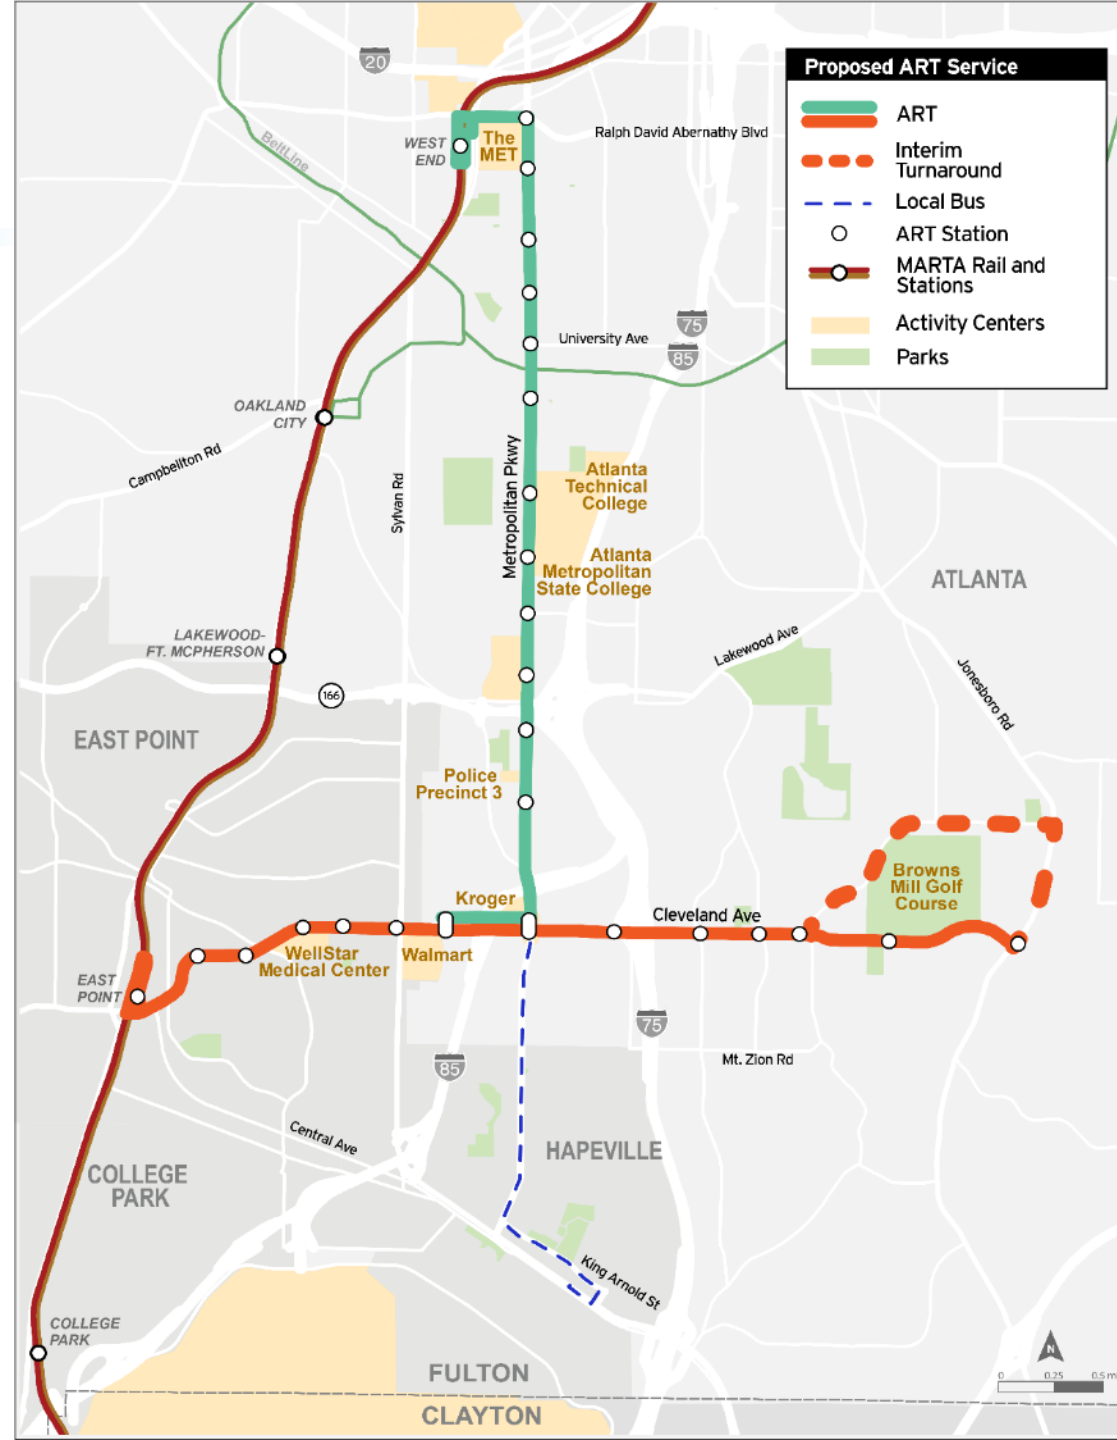 Proposed ART Service
ART
Interim
Turnaround
Local Bus
ART Station
MARTA Rail and
Stations
Activity Centers
Parks
20
BeltLine
WEST
END
The
MET
Ralph David Abernathy Blvd
75
85
University Ave
OAKLAND
CITY
Campbellton Rd
Sylvan Rd
Metropolitan Pkwy
Atlanta
Technical
College
Atlanta
Metropolitan
State College
ATLANTA
LAKEWOOD-
FT. MCPHERSON
166
Lakewood Ave
Jonesboro Rd
EAST POINT
Police
Precinct 3
Browns
Mill Golf
Course
Kroger
Cleveland Ave
WellStar
Medical Center
Walmart
EAST
POINT
75
85
Mt. Zion Rd
Central Ave
HAPEVILLE
COLLEGE
PARK
King Arnold St
COLLEGE
PARK
N
0 0.25 0.5 m
FULTON
CLAYTON